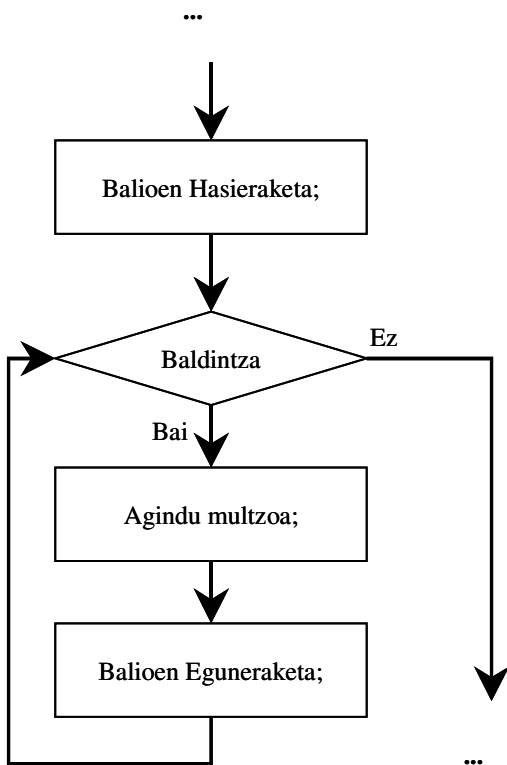 ...
Balioen Hasieraketa;
Baldintza
Ez
Bai
Agindu multzoa;
Balioen Eguneraketa;
...